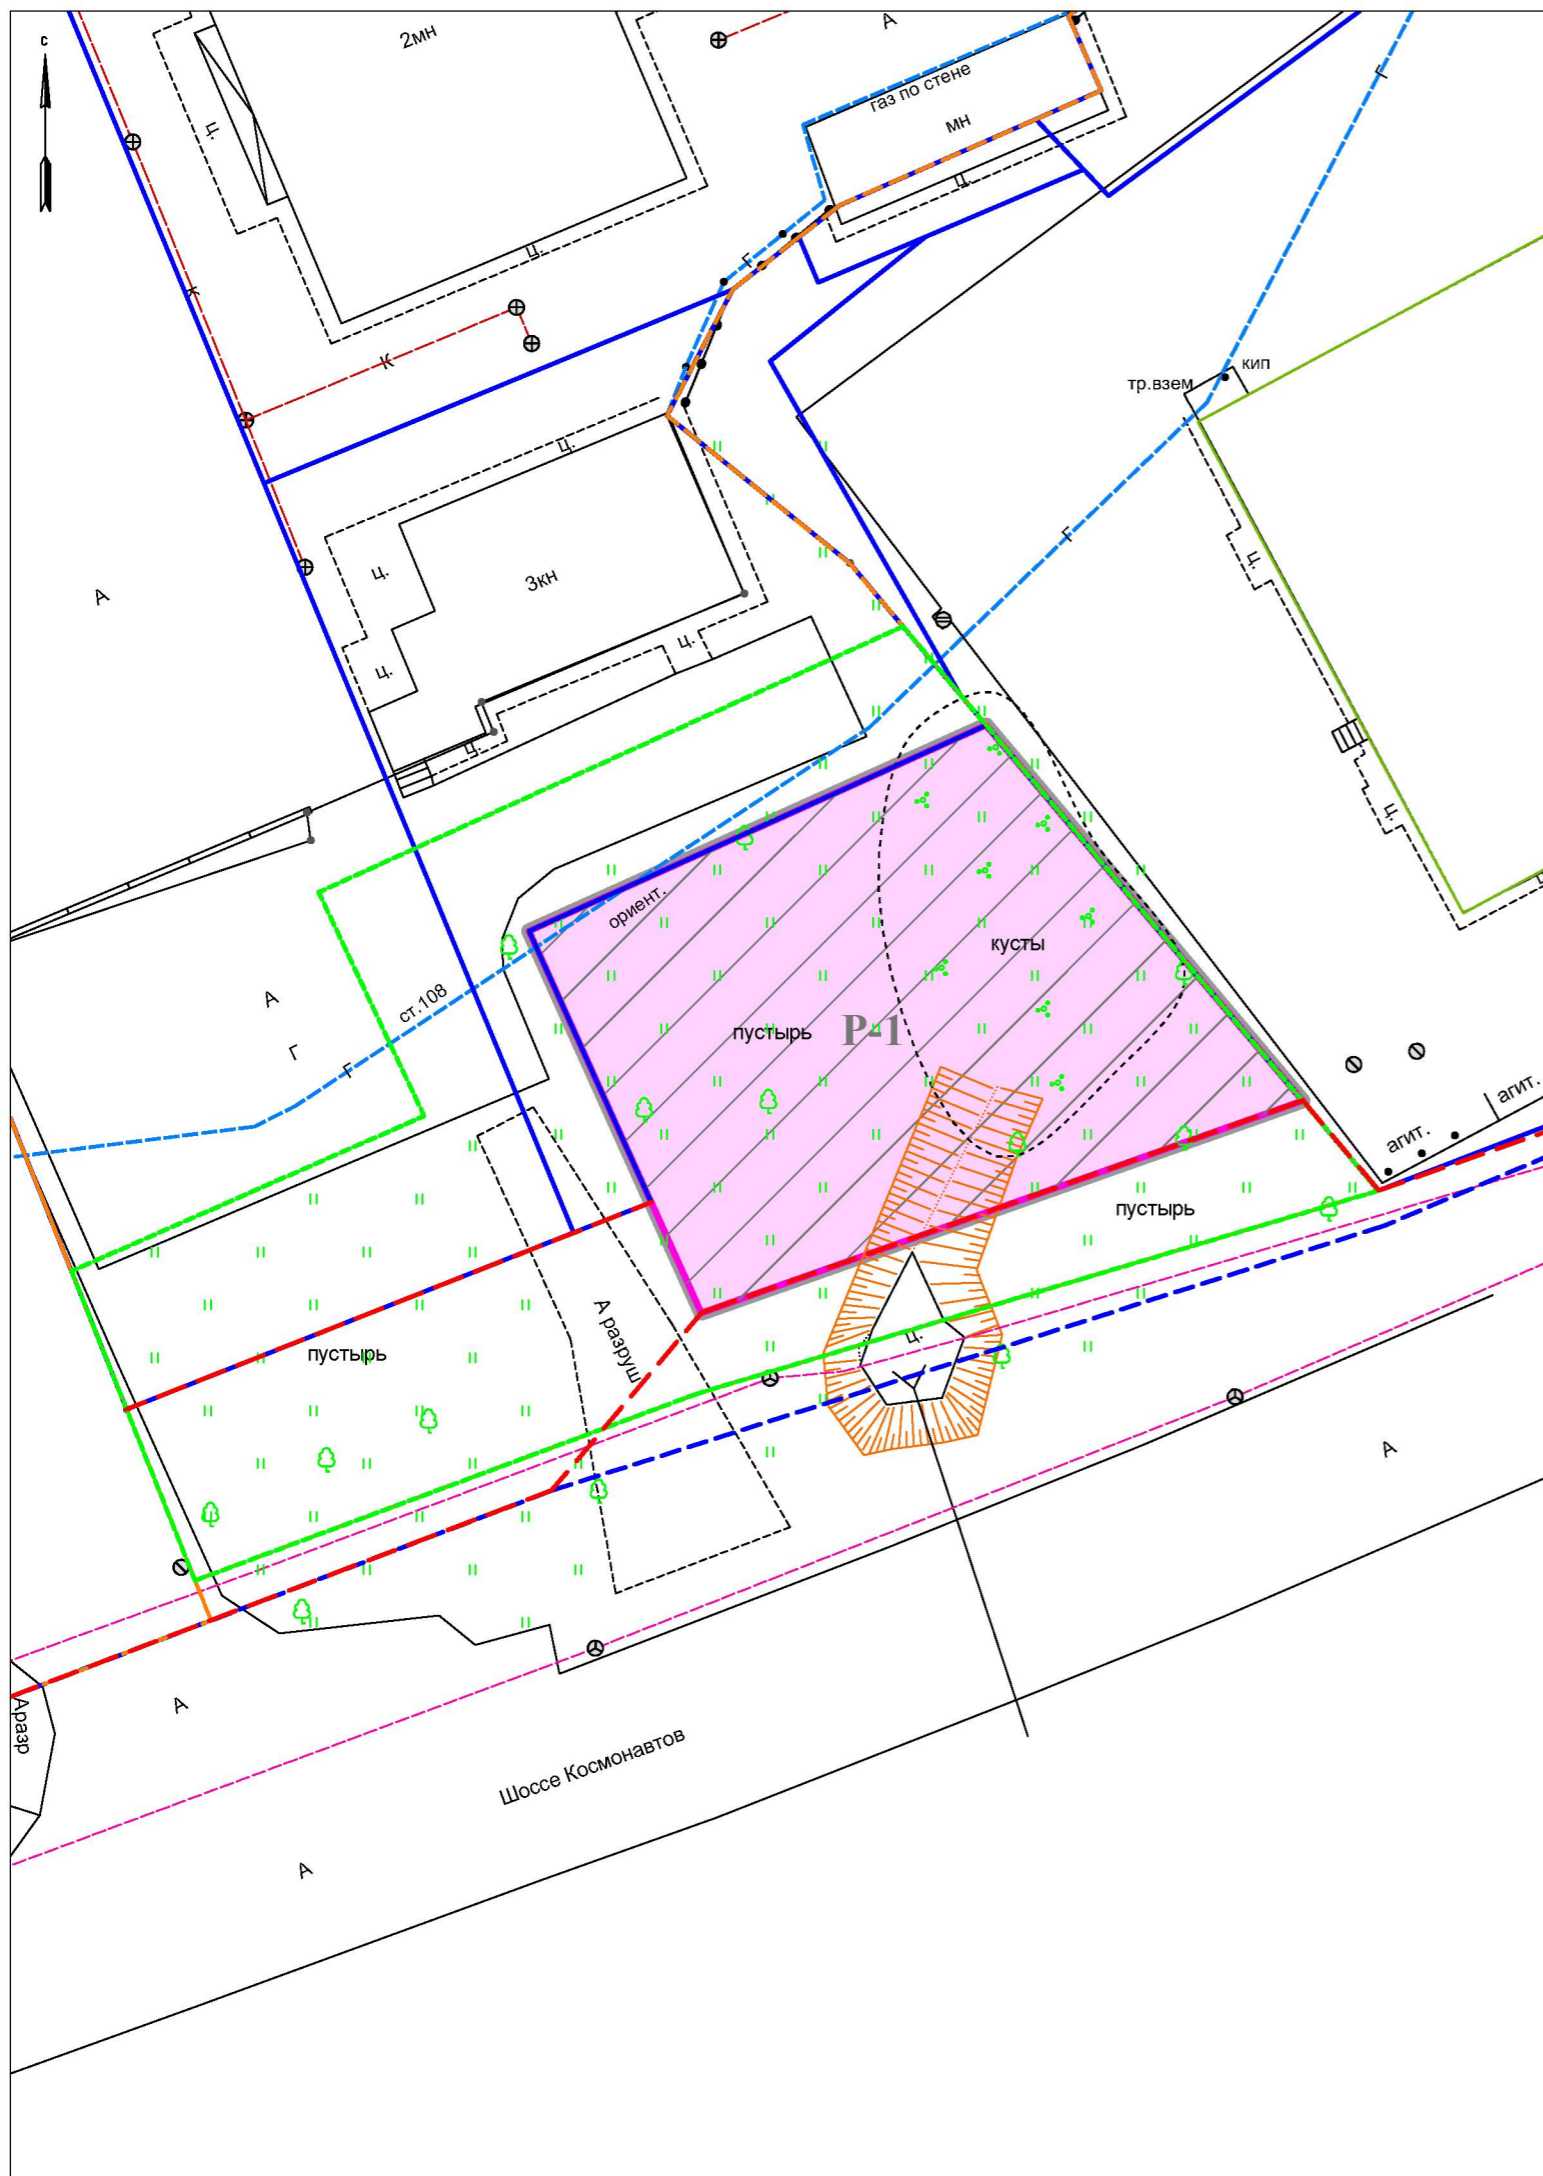 с
2мн
А
газ по стене
мн
ц.
Г
ц.
ц.
Г
К
К
кип
тр.взем
ц.
Г
ц.
3кн
А
ц.
ц.
ц.
ц.
ц.
ориент.
кусты
А
ст.108
пустырь
Р-1
Г
Г
агит.
агит.
пустырь
ц.
А разруш
пустырь
А
А
Аразр
Шоссе Космонавтов
А